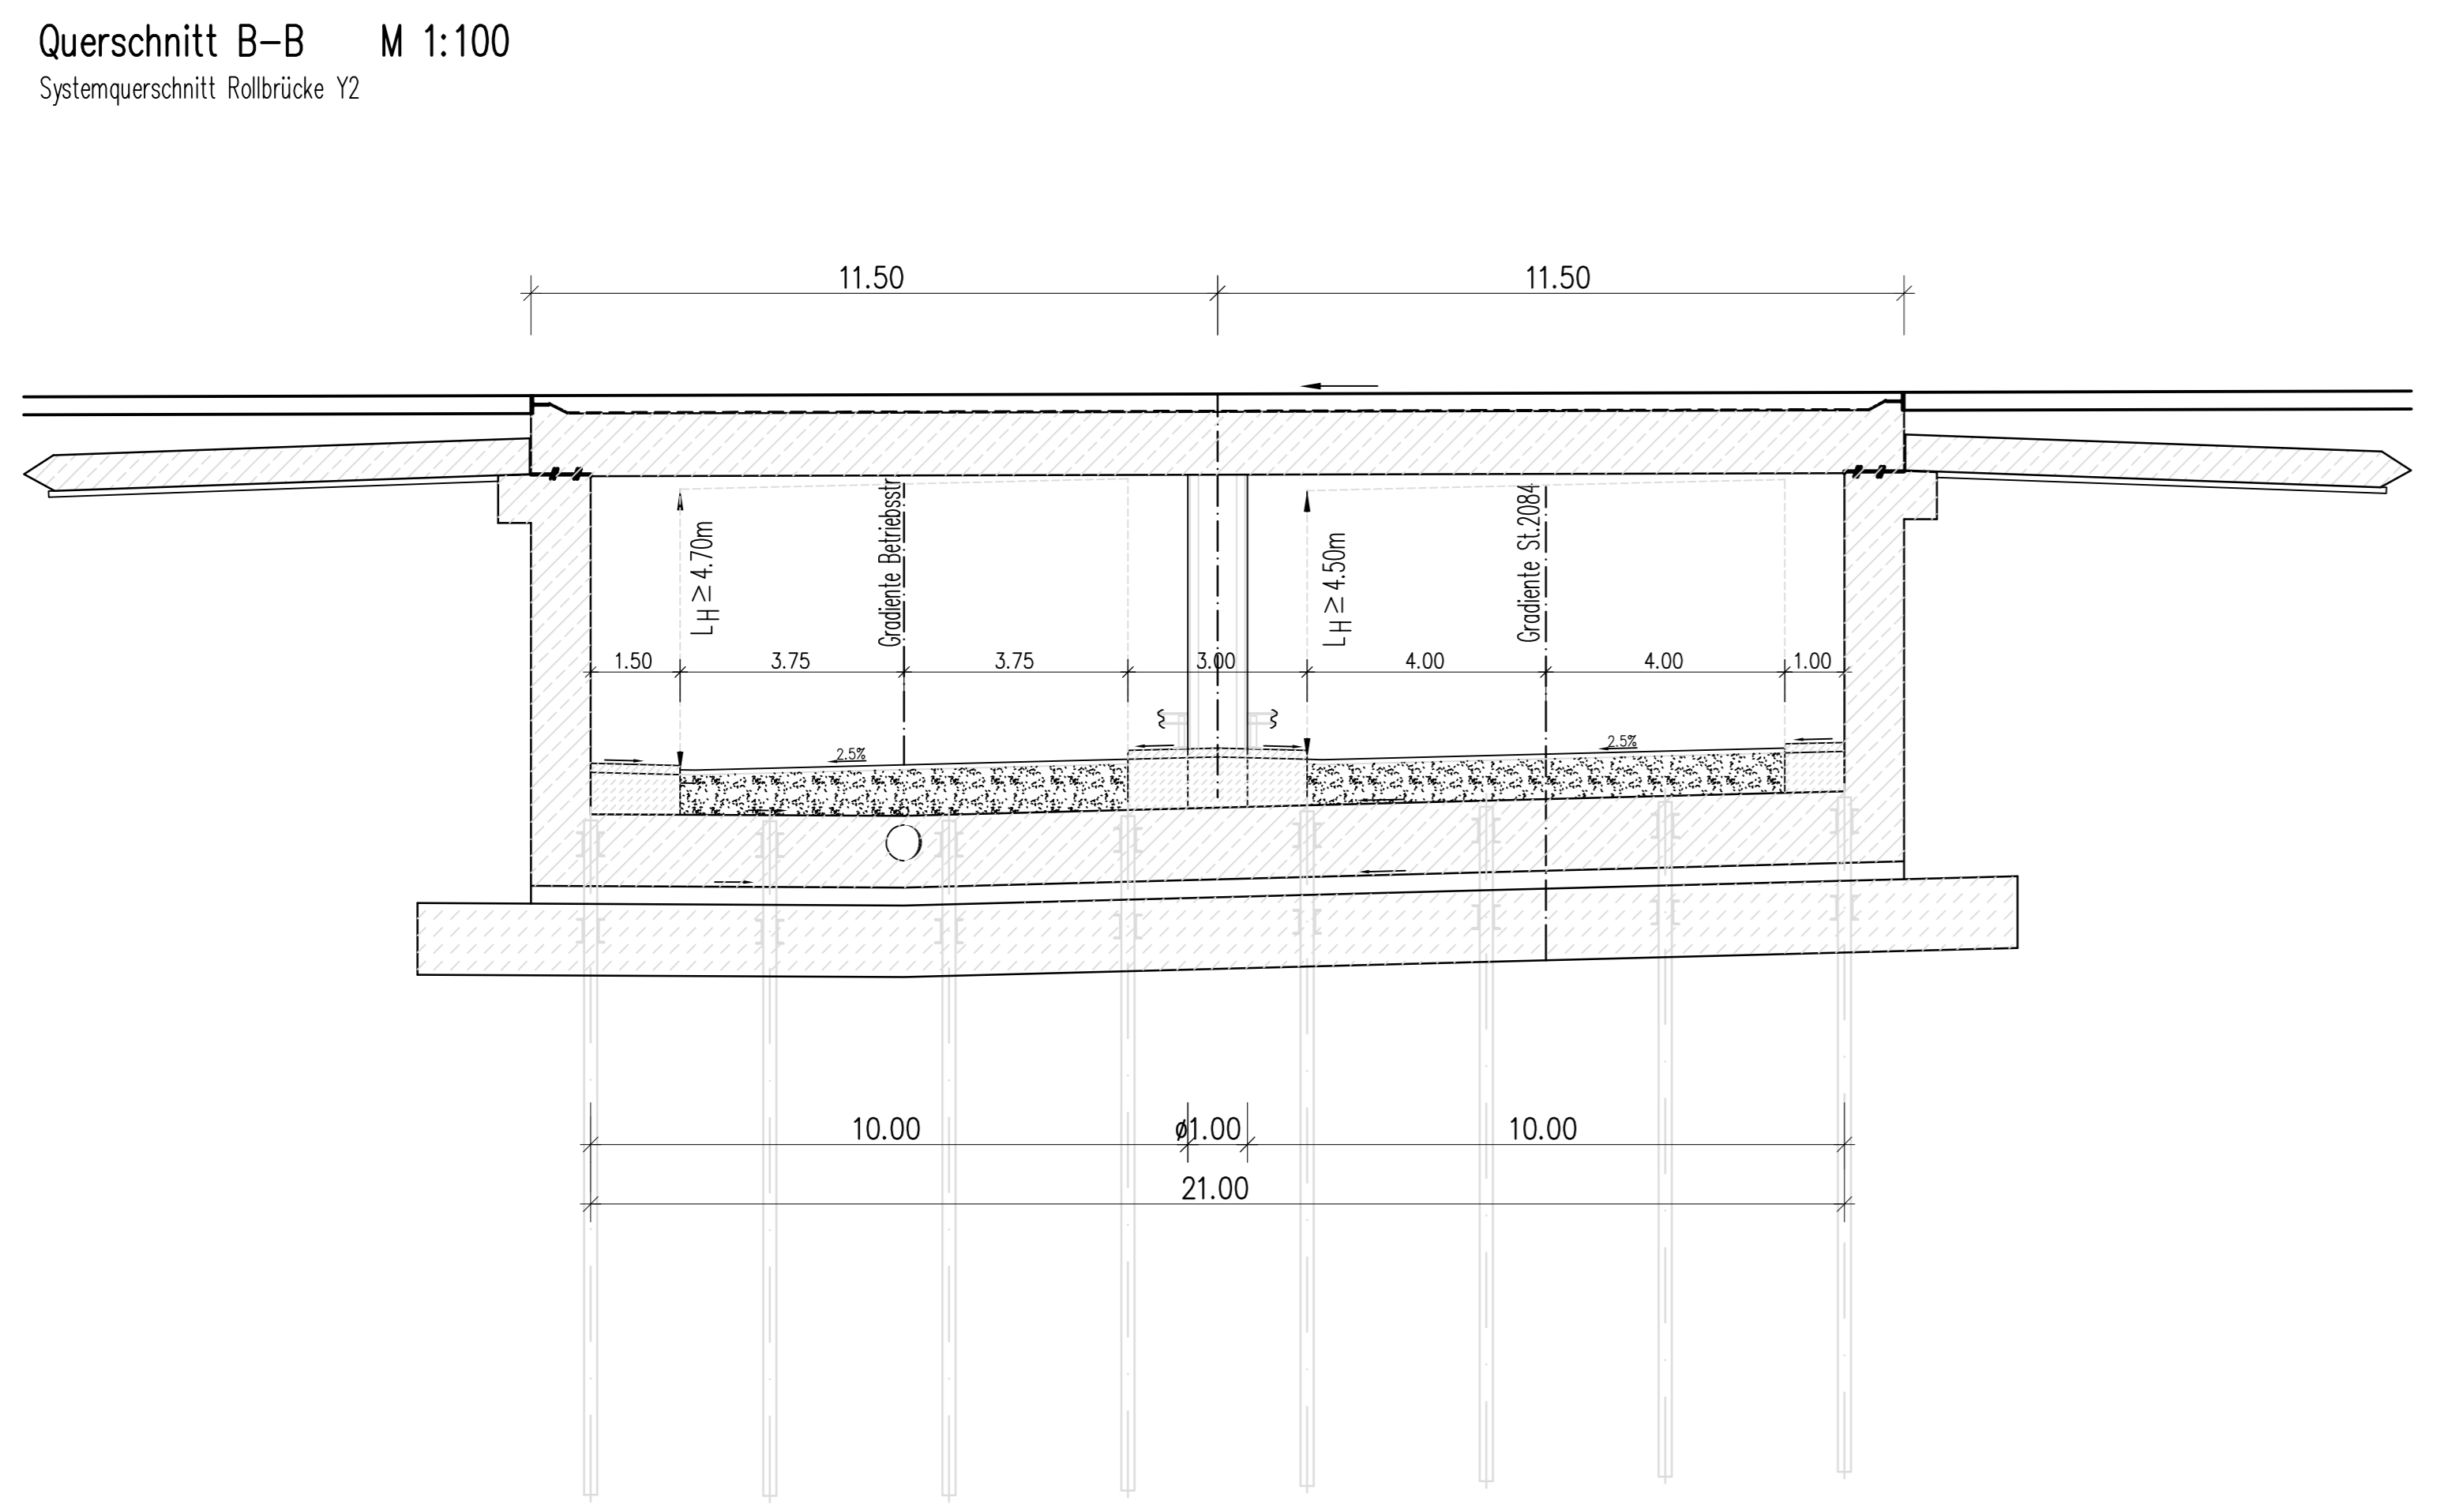 Querschnitt B-B M 1:100
Systemquerschnitt Rollbrücke Y2
11.50 11.50
LH≥4.70m
Gradiente Betriebsstr.
LH≥4.50m
Gradiente St.2084
1.50 3.75 3.75 3.00 4.00 4.00 1.00
2.5% 2.5%
10.00 ø1.00 10.00
21.00